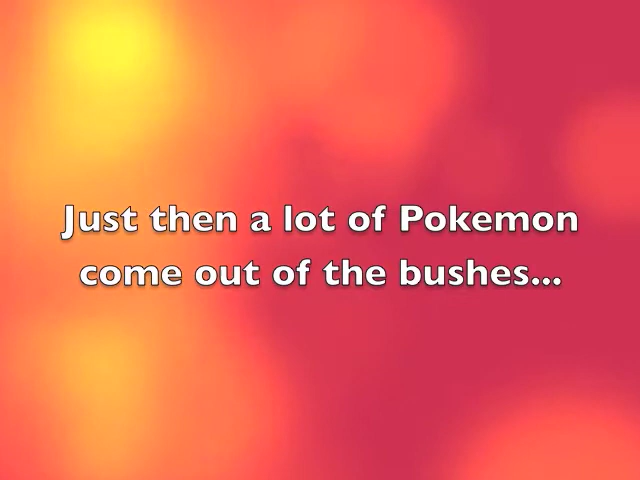 Just then a lot of Pokemon
come out of the bushes...